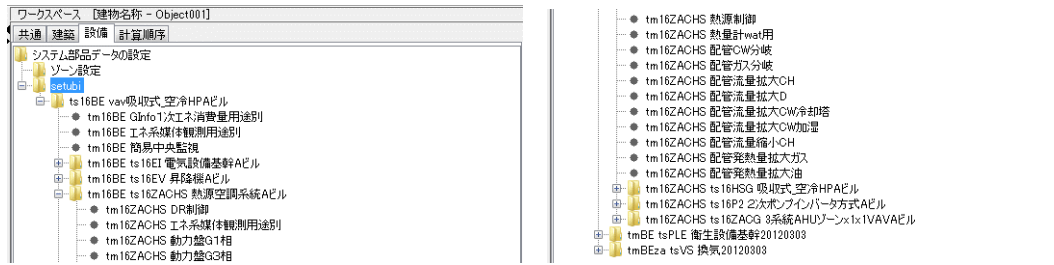 ワークスペース [建物名称 - Object001]
共通 建築 設備 計算順序
システム部品データの設定
ゾーン設定
setubi
ts16BE vav吸収式_空冷HPAビル
tm16BE GInfo1次エネ消費量用途別
tm16BE エネ系媒体観測用途別
tm16BE 簡易中央監視
tm16BE ts16EI 電気設備基幹Aビル
tm16BE ts16EV 昇降機Aビル
tm16BE ts16ZACHS 熱源空調系統Aビル
tm16ZACHS DR制御
tm16ZACHS エネ系媒体観測用途別
tm16ZACHS 動力盤G1相
tm16ZACHS 動力盤G3相
tm16ZACHS 熱源制御
tm16ZACHS 熱量計wat用
tm16ZACHS 配管CW分岐
tm16ZACHS 配管ガス分岐
tm16ZACHS 配管流量拡大CH
tm16ZACHS 配管流量拡大D
tm16ZACHS 配管流量拡大CW冷却塔
tm16ZACHS 配管流量拡大CW加湿
tm16ZACHS 配管流量縮小CH
tm16ZACHS 配管発熱量拡大ガス
tm16ZACHS 配管発熱量拡大油
tm16ZACHS ts16HSG 吸収式_空冷HPAビル
tm16ZACHS ts16P2 2次ポンプインバータ方式Aビル
tm16ZACHS ts16ZACG 3系統AHUゾーンx1x1VAVAビル
tmBE tsPLE 衛生設備基幹20120303
tmBEza tsVS 換気20120303